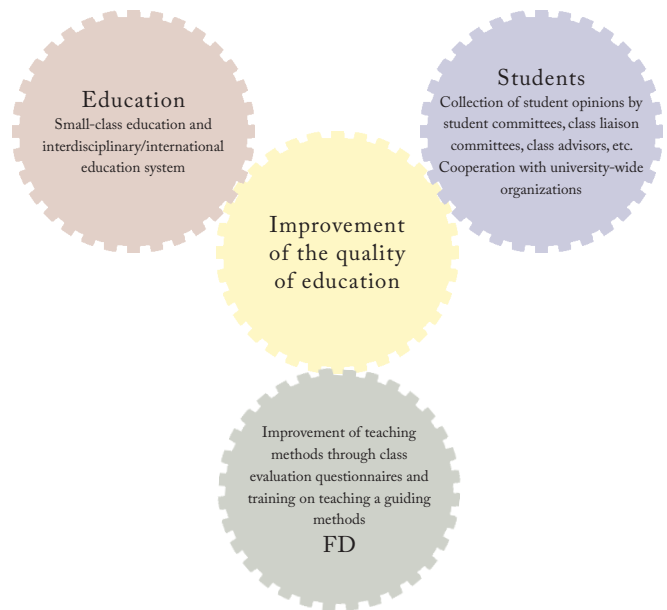 Education
Small-class education and
interdisciplinary/international
education system
Students
Collection of student opinions by
student committees, class liaison
committees, class advisors, etc.
Cooperation with university-wide
organizations
Improvement
of the quality
of education
Improvement of teaching
methods through class
evaluation questionnaires and
training on teaching a guiding
methods
FD